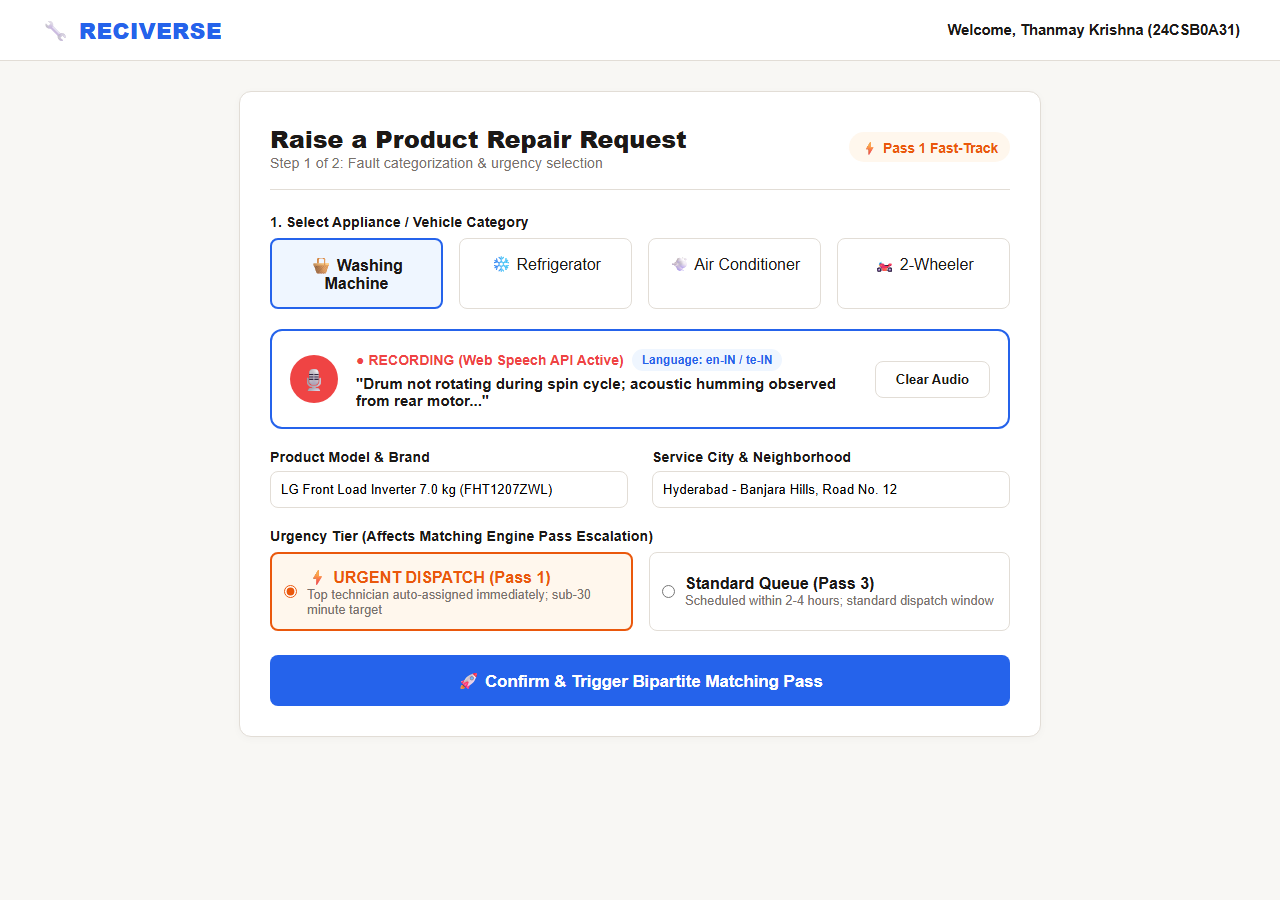 RECIVERSE
Welcome, Thanmay Krishna (24CSB0A31)
Raise a Product Repair Request
Step 1 of 2: Fault categorization & urgency selection
Pass 1 Fast-Track
1. Select Appliance / Vehicle Category
Washing
Machine
Refrigerator
Air Conditioner
2-Wheeler
● RECORDING (Web Speech API Active)
Language: en-IN / te-IN
"Drum not rotating during spin cycle; acoustic humming observed
from rear motor..."
Clear Audio
Product Model & Brand
Service City & Neighborhood
LG Front Load Inverter 7.0 kg (FHT1207ZWL)
Hyderabad - Banjara Hills, Road No. 12
Urgency Tier (Affects Matching Engine Pass Escalation)
URGENT DISPATCH (Pass 1)
Top technician auto-assigned immediately; sub-30
minute target
Standard Queue (Pass 3)
Scheduled within 2-4 hours; standard dispatch window
Confirm & Trigger Bipartite Matching Pass